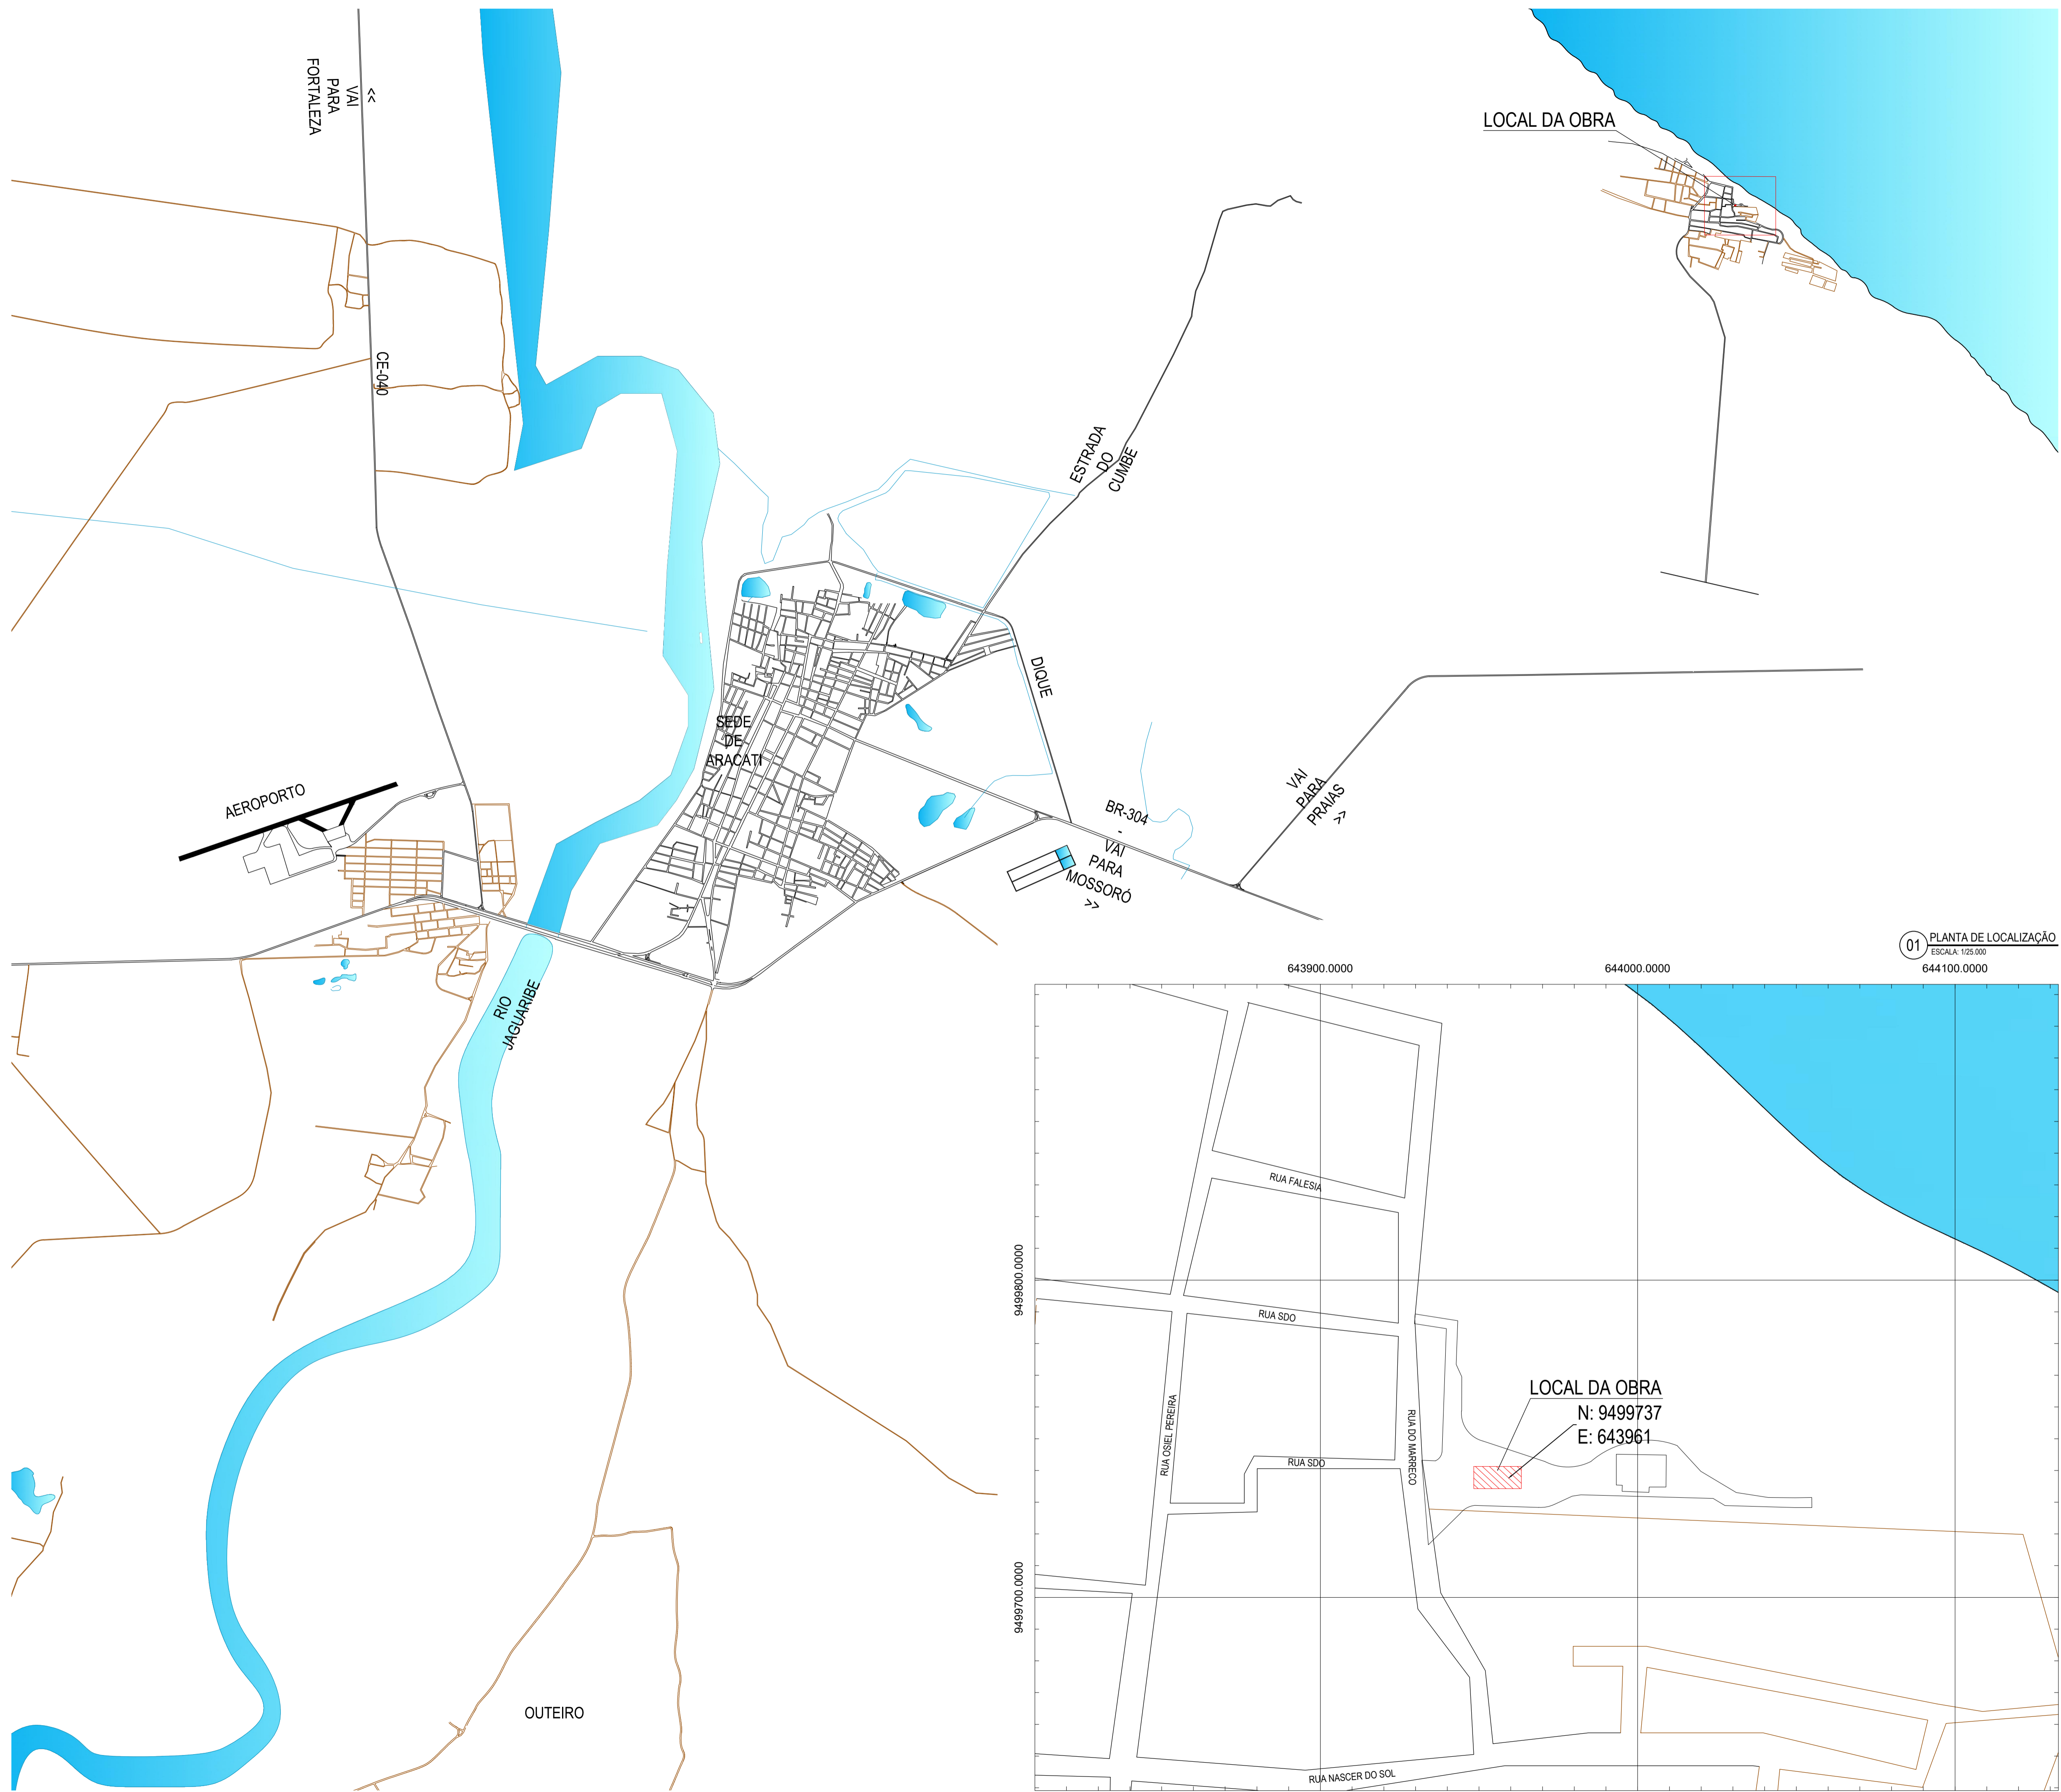 <<
VAI
PARA
FORTALEZA
LOCAL DA OBRA
CE-040
ESTRADA
DO
CUMBE
DIQUE
SEDE
DE
ARACATI
AEROPORTO
VAI
PARA
PRAIAS
>>
BR-304
-
VAI
PARA
MOSSORÓ
>>
RIO
JAGUARIBE
OUTEIRO
01
PLANTA DE LOCALIZAÇÃO
ESCALA: 1/25.000
643900.0000
644000.0000
644100.0000
9499800.0000
9499700.0000
RUA FALESIA
RUA SDO
RUA OSIEL PEREIRA
RUA DO MARRECO
RUA SDO
LOCAL DA OBRA
N: 9499737
E: 643961
RUA NASCER DO SOL